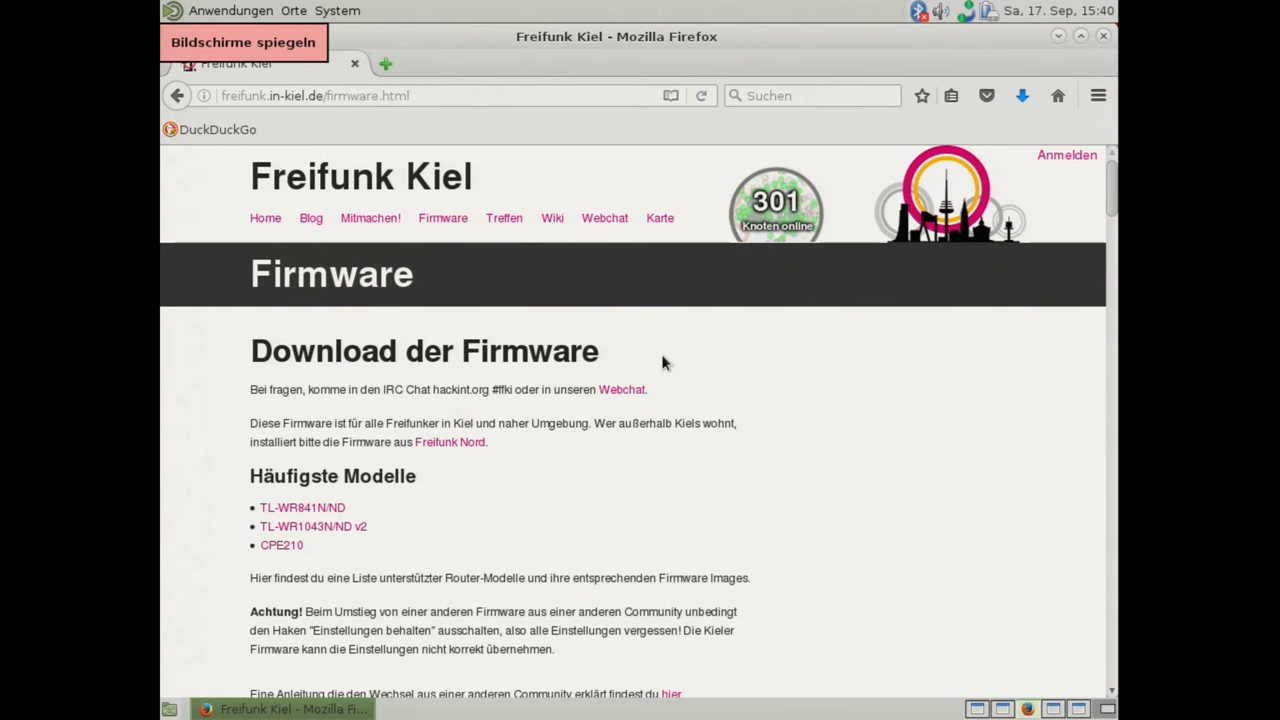 Anwendungen Orte System
Sa, 17. Sep, 15:40
Bildschirme spiegeln
Freifunk Kiel - Mozilla Firefox
Freifunk Kiel
freifunk.in-kiel.de/firmware.html
Suchen
DuckDuckGo
Anmelden
Freifunk Kiel
301
Knoten online
Home Blog Mitmachen! Firmware Treffen Wiki Webchat Karte
Firmware
Download der Firmware
Bei fragen, komme in den IRC Chat hackint.org #ffki oder in unseren Webchat.
Diese Firmware ist für alle Freifunker in Kiel und naher Umgebung. Wer außerhalb Kiels wohnt,
installiert bitte die Firmware aus Freifunk Nord.
Häufigste Modelle
• TL-WR841N/ND
• TL-WR1043N/ND v2
• CPE210
Hier findest du eine Liste unterstützter Router-Modelle und ihre entsprechenden Firmware Images.
Achtung! Beim Umstieg von einer anderen Firmware aus einer anderen Community unbedingt
den Haken "Einstellungen behalten" ausschalten, also alle Einstellungen vergessen! Die Kieler
Firmware kann die Einstellungen nicht korrekt übernehmen.
Eine Anleitung die den Wechsel aus einer anderen Community erklärt findest du hier.
Freifunk Kiel - Mozilla Fi...